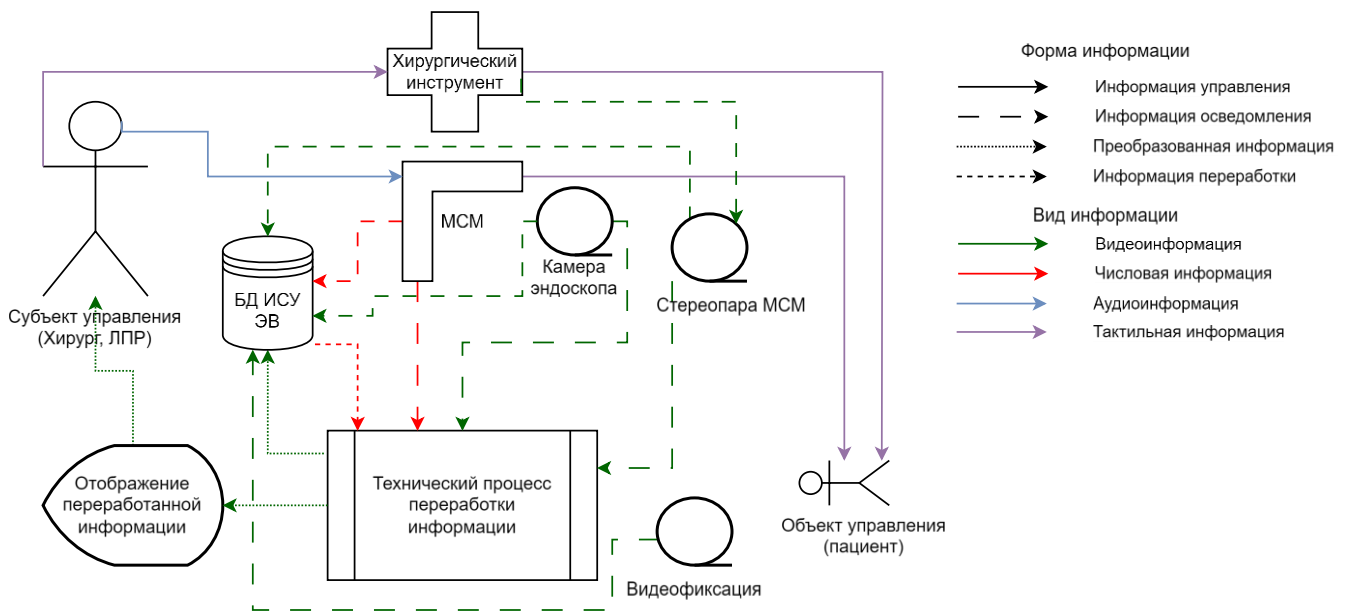 Хирургический
инструмент
МСМ
Камера
эндоскопа
Стереопара МСМ
БД ИСУ
ЭВ
Субъект управления
(Хирург, ЛПР)
Отображение
переработанной
информации
Технический процесс
переработки
информации
Видеофиксация
Объект управления
(пациент)
Форма информации
Информация управления
Информация осведомления
Преобразованная информация
Информация переработки
Вид информации
Видеоинформация
Числовая информация
Аудиоинформация
Тактильная информация